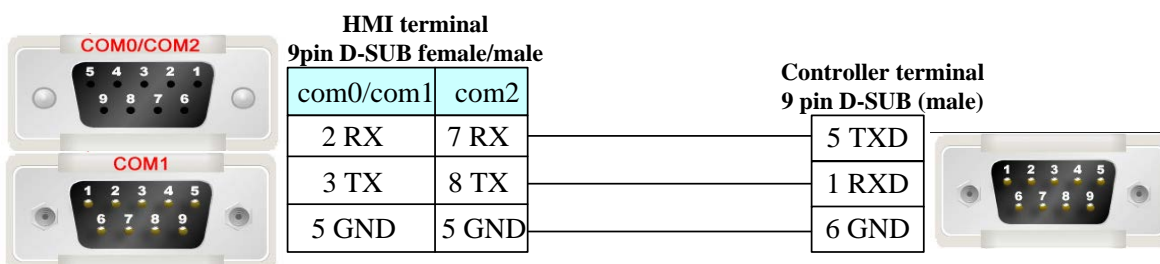 HMI terminal
9pin D-SUB female/male
COM0/COM2
5 4 3 2 1
9 8 7 6
COM1
1 2 3 4 5
6 7 8 9
com0/com1 com2
2 RX 7 RX
3 TX 8 TX
5 GND 5 GND
Controller terminal
9 pin D-SUB (male)
5 TXD
1 RXD
6 GND
1 2 3 4 5
6 7 8 9